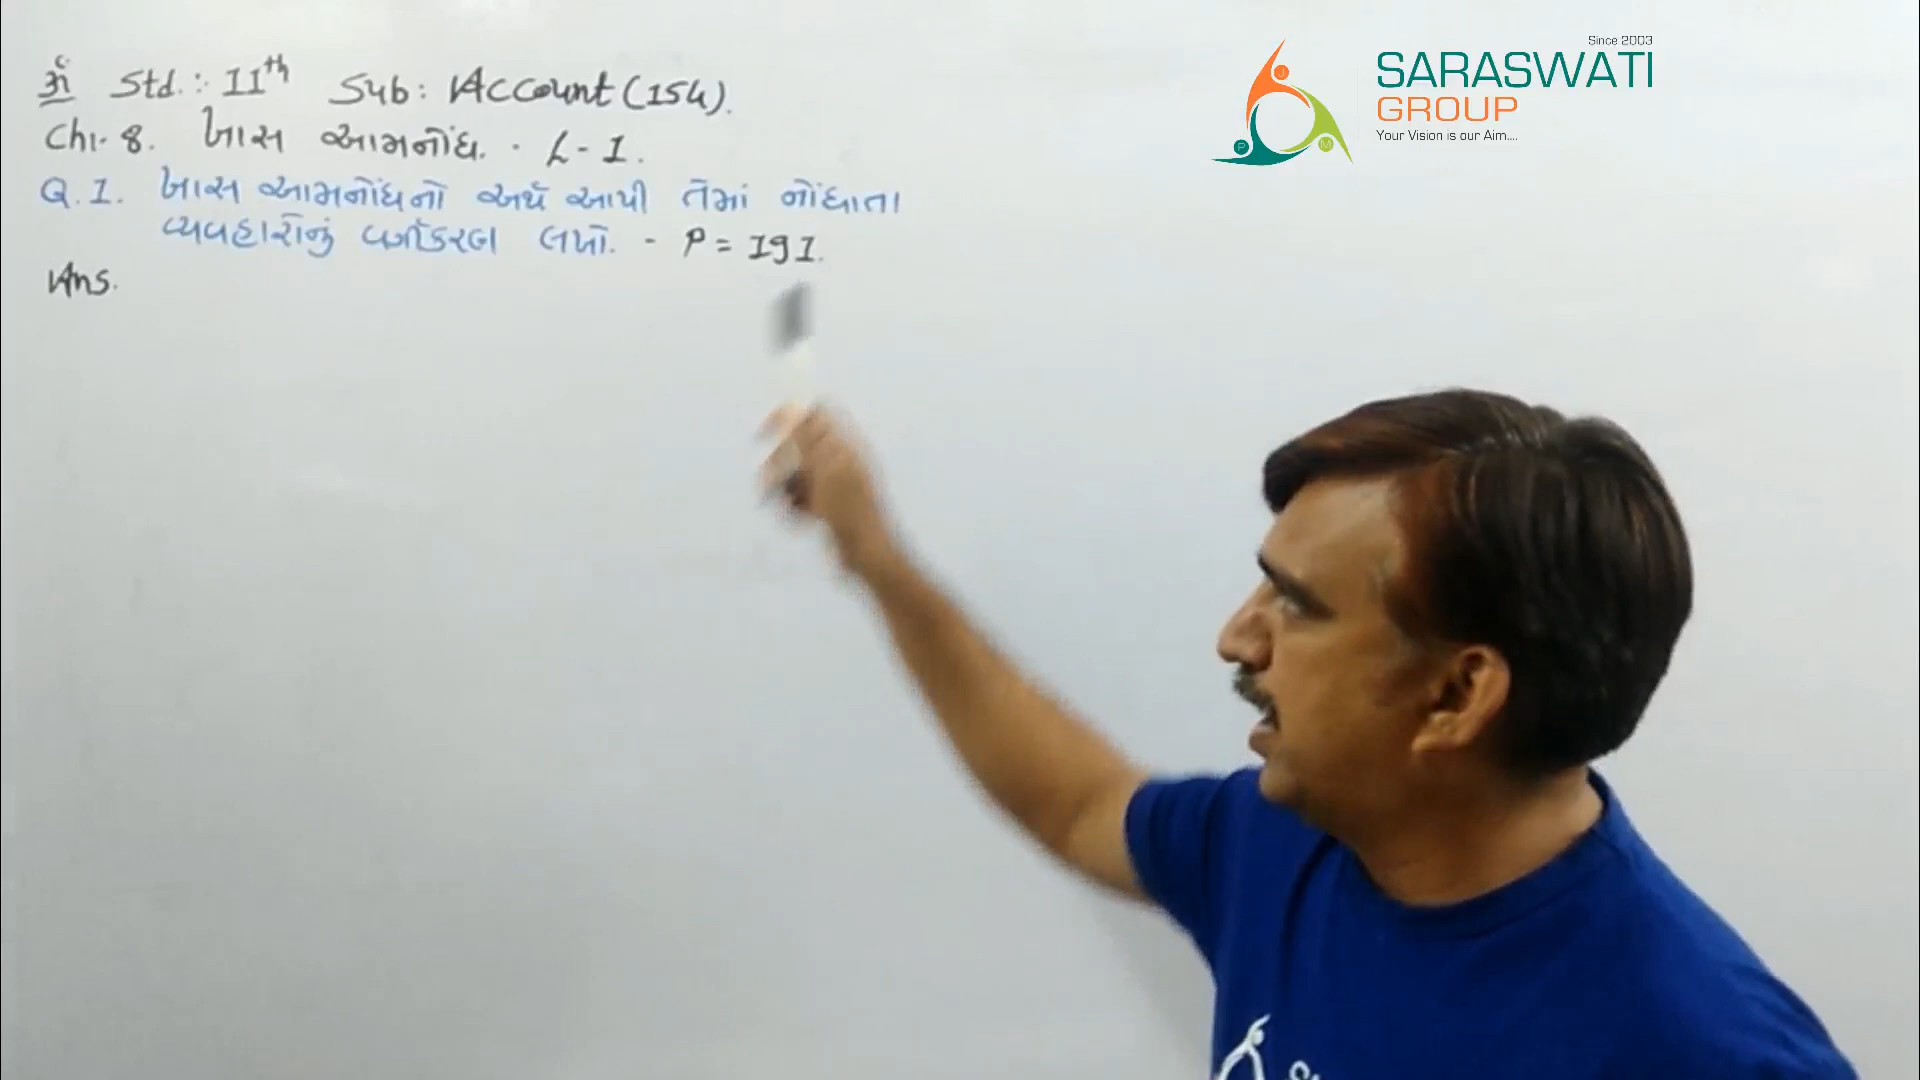 ૐ Std. : 11th Sub : Account (154).
Ch. 8. ખાસ આમનોંધ. - L-1.
Q.1. ખાસ આમનોંધનો અર્થ આપી તેમાં નોંધાતા
વ્યવહારોનું વર્ગીકરણ લખો. - P = 191.
Ans.
Since 2003
SARASWATI
GROUP
Your Vision is our Aim....
J
P
M